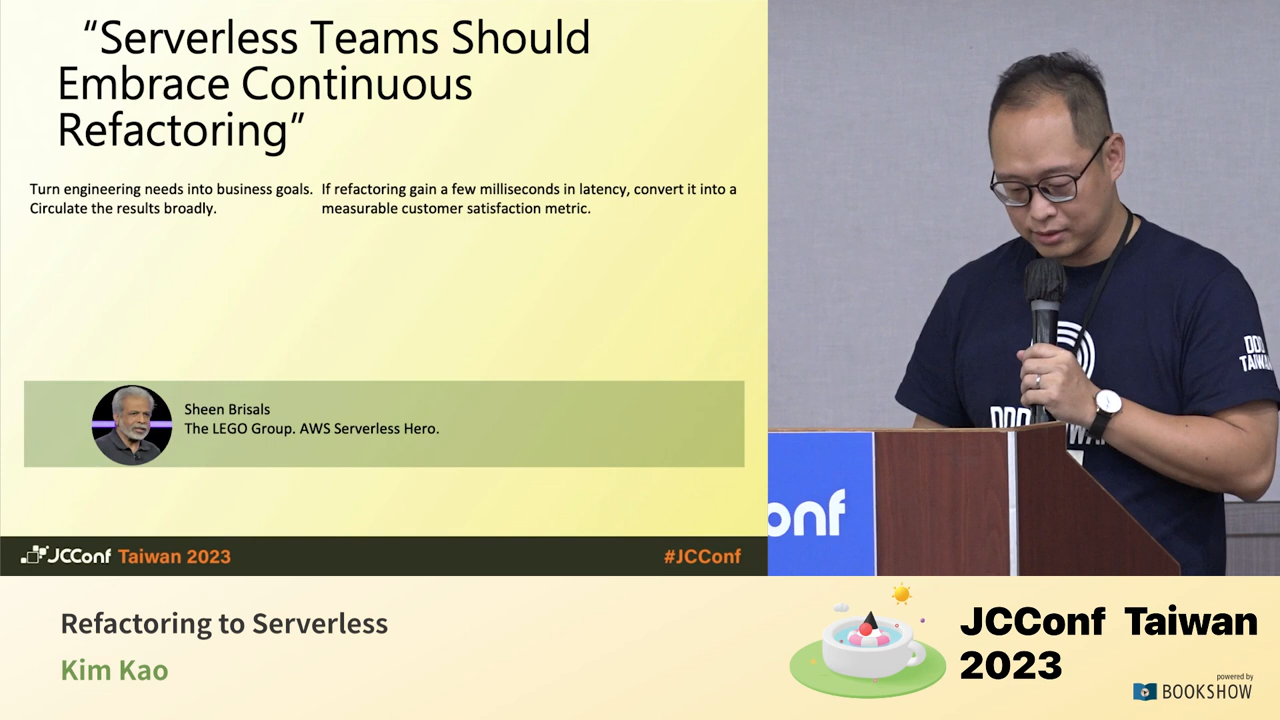 “Serverless Teams Should
Embrace Continuous
Refactoring”
Turn engineering needs into business goals.
Circulate the results broadly.
If refactoring gain a few milliseconds in latency, convert it into a
measurable customer satisfaction metric.
Sheen Brisals
The LEGO Group. AWS Serverless Hero.
JCConf Taiwan 2023
#JCConf
onf
DDD
TAIWAN
Refactoring to Serverless
Kim Kao
JCConf Taiwan
2023
powered by
BOOKSHOW